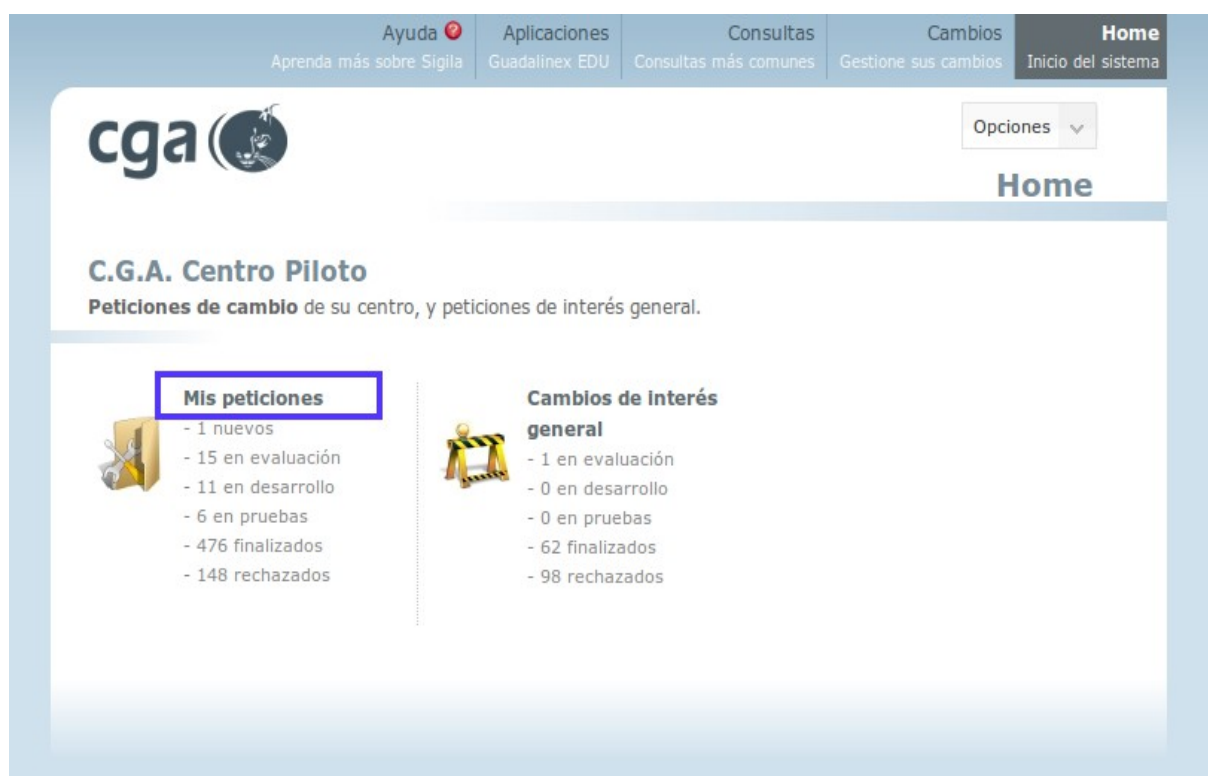 Ayuda
Aprenda más sobre Sigila
Aplicaciones
Guadalinex EDU
Consultas
Consultas más comunes
Cambios
Gestione sus cambios
Home
Inicio del sistema
cga
Opciones
Home
C.G.A. Centro Piloto
Peticiones de cambio de su centro, y peticiones de interés general.
Mis peticiones
- 1 nuevos
- 15 en evaluación
- 11 en desarrollo
- 6 en pruebas
- 476 finalizados
- 148 rechazados
Cambios de interés
general
- 1 en evaluación
- 0 en desarrollo
- 0 en pruebas
- 62 finalizados
- 98 rechazados